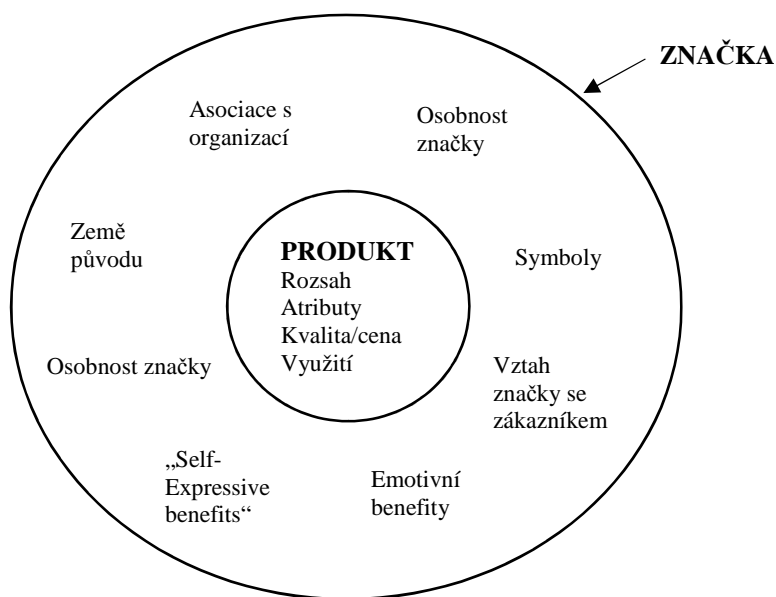 ZNAČKA
Asociace s
organizací
Osobnost
značky
Země
původu
PRODUKT
Rozsah
Atributy
Kvalita/cena
Využití
Symboly
Osobnost značky
Vztah
značky se
zákazníkem
„Self-
Expressive
benefits“
Emotivní
benefity